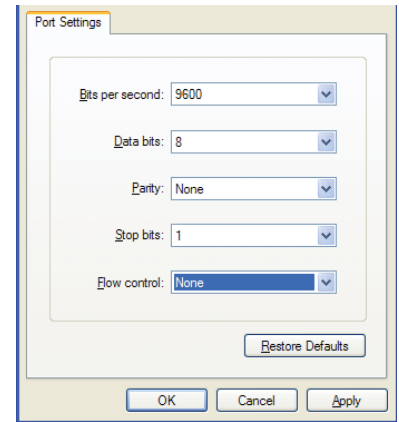 Port Settings
Bits per second: 9600
Data bits: 8
Parity: None
Stop bits: 1
Flow control: None
Restore Defaults
OK Cancel Apply